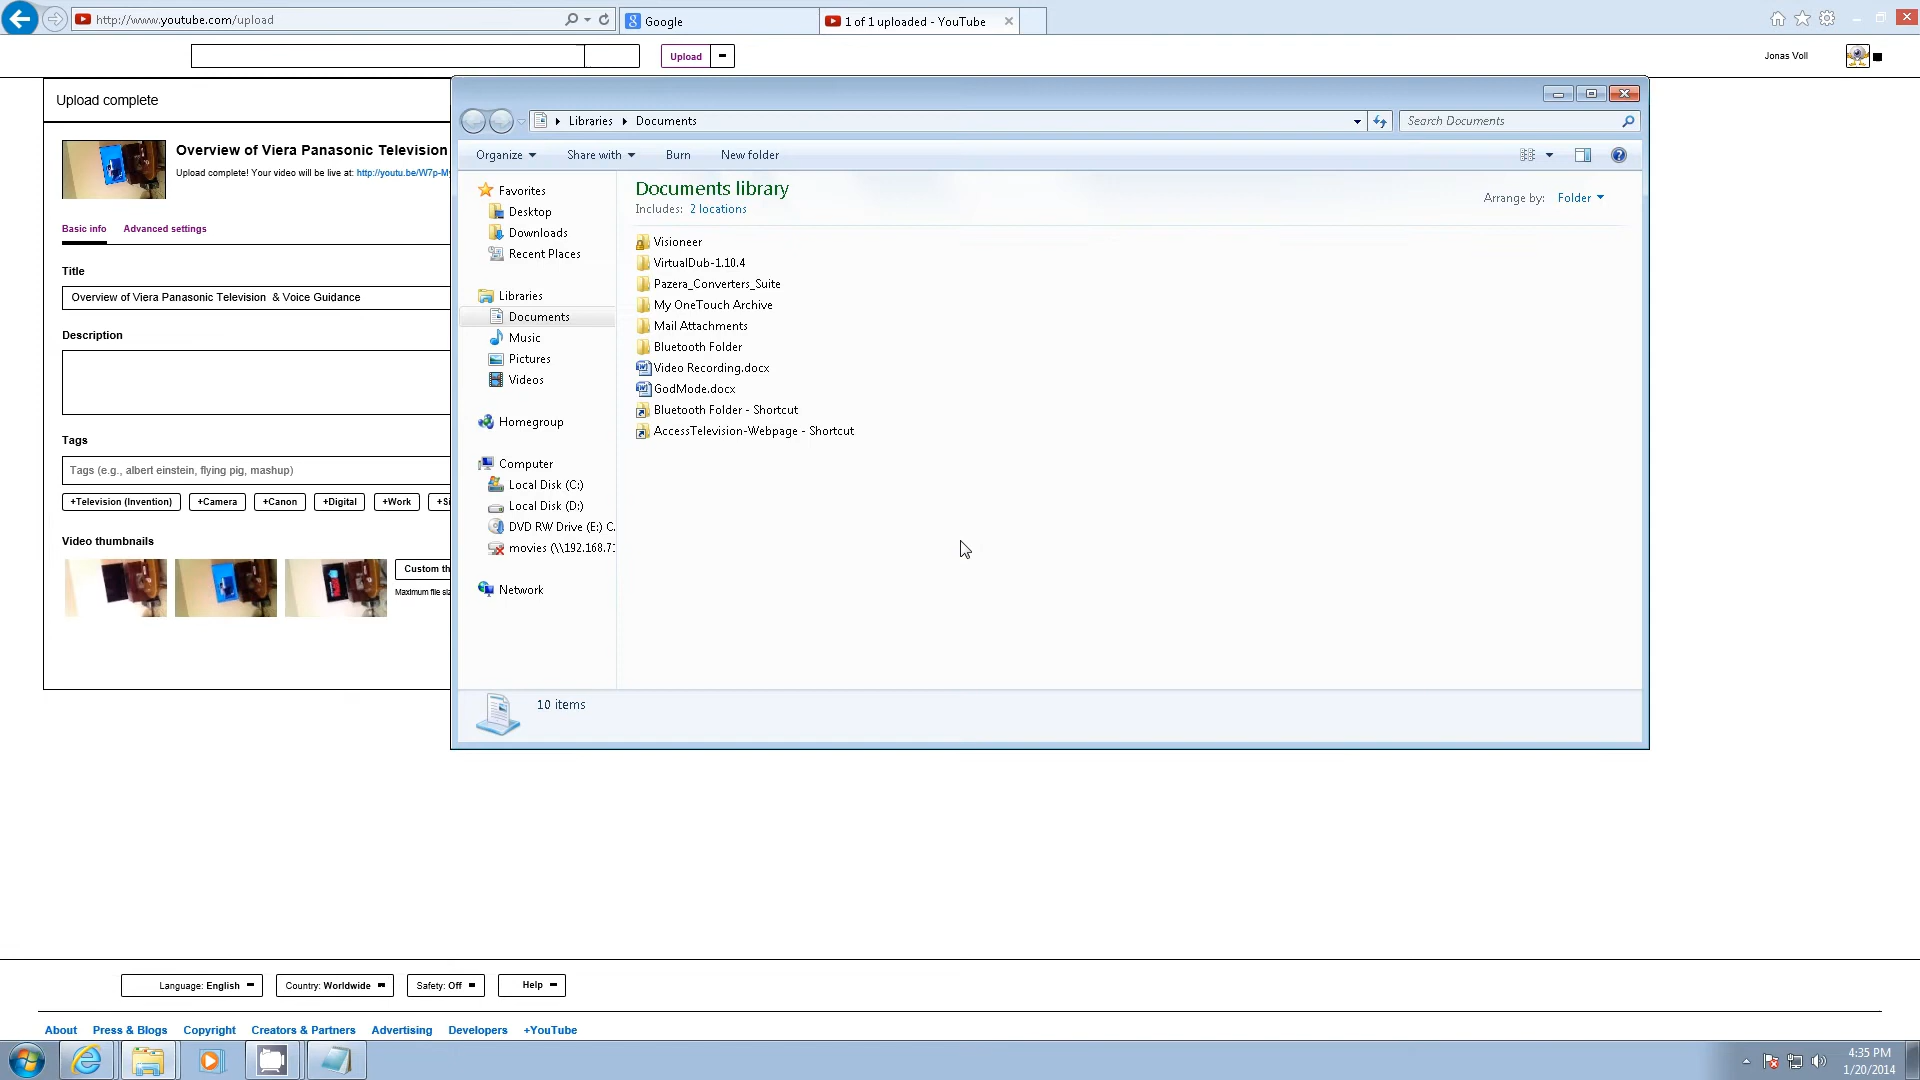 http://www.youtube.com/upload
Google
1 of 1 uploaded - YouTube
Upload
Jonas Voll
Upload complete
Overview of Viera Panasonic Television
Upload complete! Your video will be live at:
Basic info
Advanced settings
Title
Overview of Viera Panasonic Television & Voice Guidance
Description
Tags
Tags (e.g., albert einstein, flying pig, mashup)
+Television (Invention)
+Camera
+Canon
+Digital
+Work
Video thumbnails
Custom
Maximum file
Libraries
Documents
Search Documents
Organize
Share with
Burn
New folder
Favorites
Desktop
Downloads
Recent Places
Libraries
Documents
Music
Pictures
Videos
Homegroup
Computer
Local Disk (C:)
Local Disk (D:)
DVD RW Drive (E:) C
movies (\\192.168.71
Network
Documents library
Includes: 2 locations
Arrange by: Folder
Visioneer
VirtualDub-1.10.4
Pazera_Converters_Suite
My OneTouch Archive
Mail Attachments
Bluetooth Folder
Video Recording.docx
GodMode.docx
Bluetooth Folder - Shortcut
AccessTelevision-Webpage - Shortcut
10 items
Language: English
Country: Worldwide
Safety: Off
Help
About
Press & Blogs
Copyright
Creators & Partners
Advertising
Developers
+YouTube
4:35 PM
1/20/2014